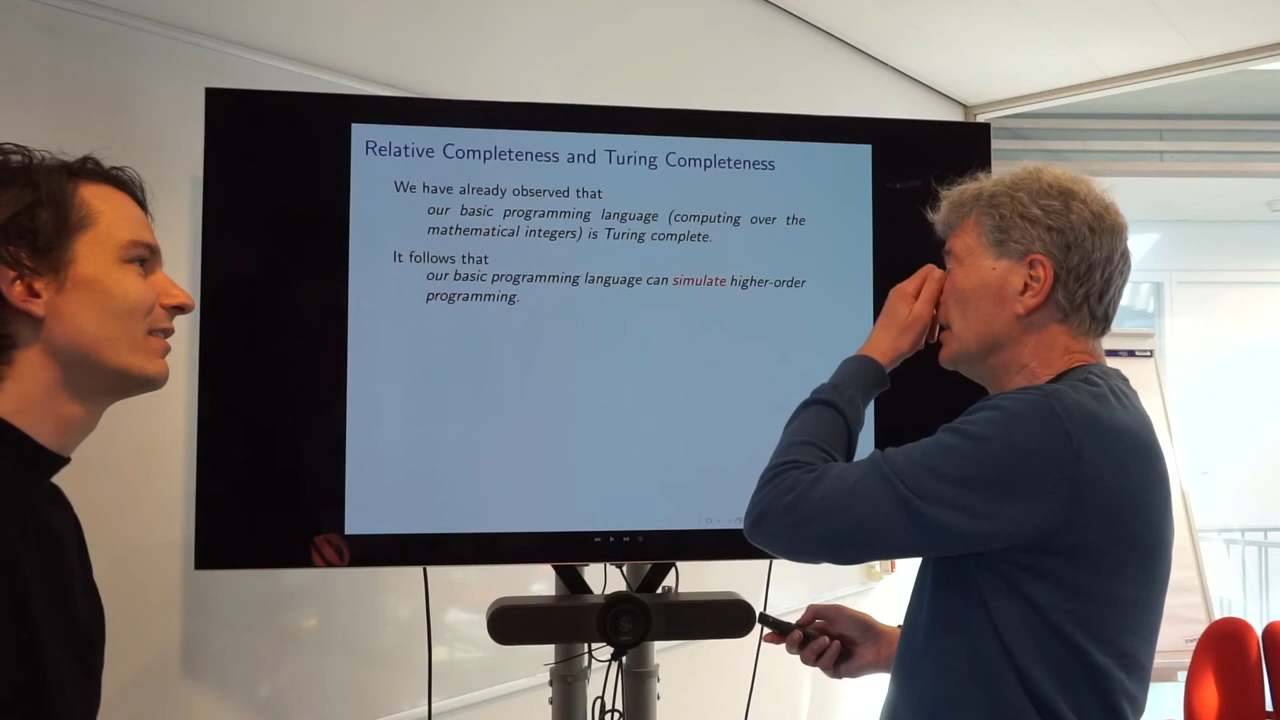 Relative Completeness and Turing Completeness
We have already observed that
our basic programming language (computing over the
mathematical integers) is Turing complete.
It follows that
our basic programming language can simulate higher-order
programming.